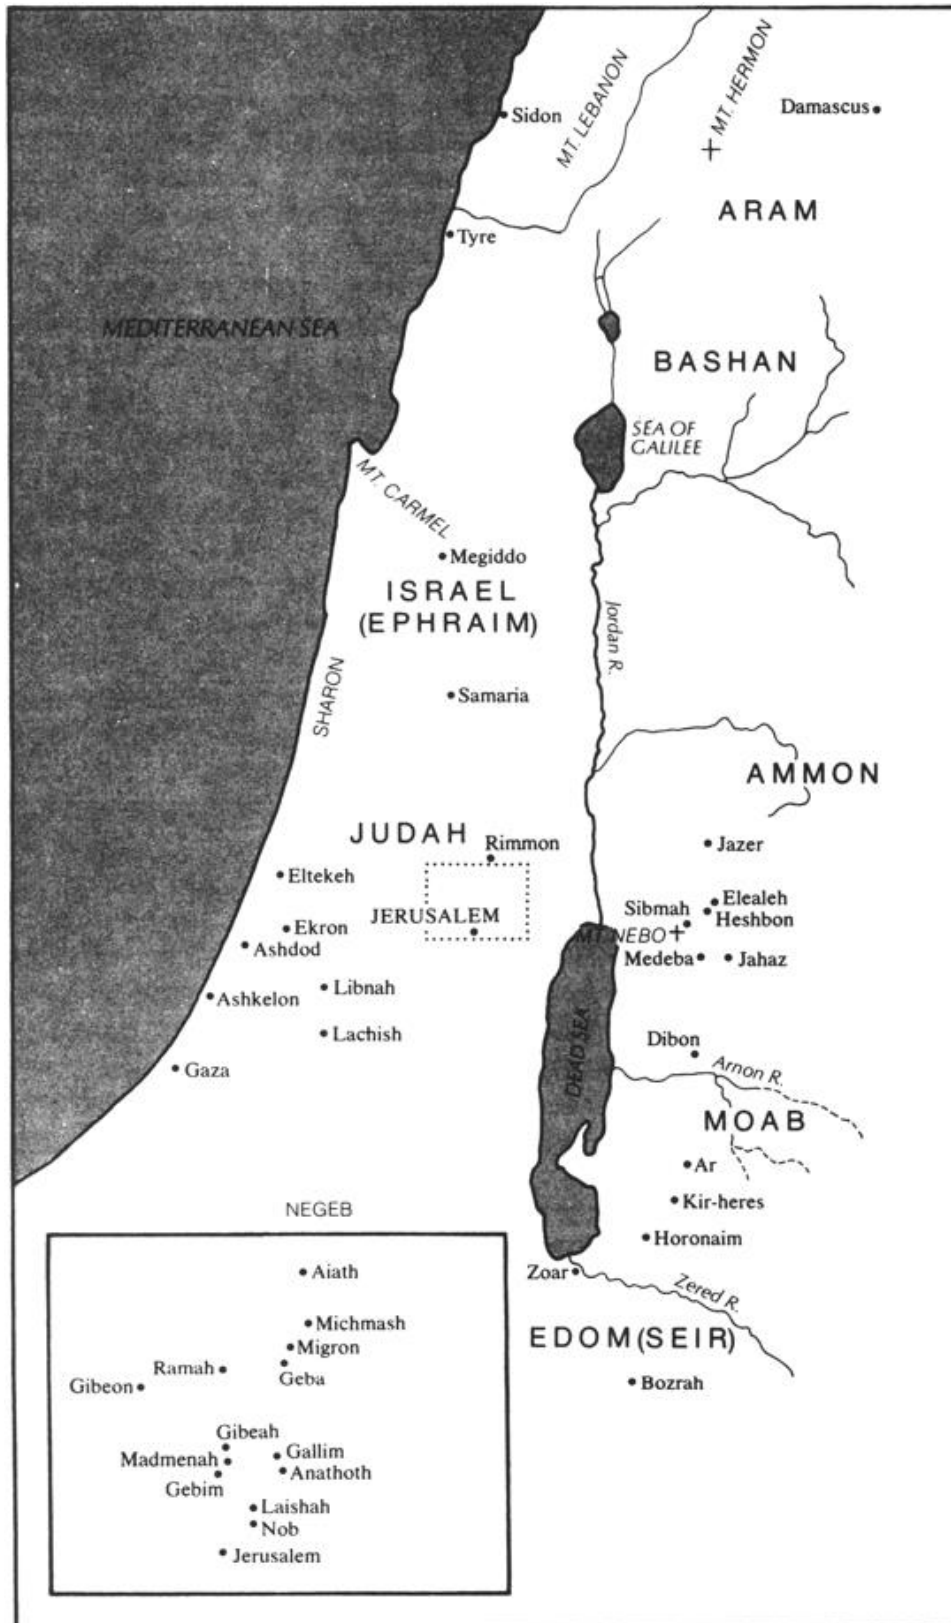 Sidon
MT. LEBANON
MT. HERMON
Damascus
ARAM
Tyre
MEDITERRANEAN SEA
BASHAN
SEA OF
GALILEE
MT. CARMEL
Megiddo
ISRAEL
(EPHRAIM)
Jordan R.
SHARON
Samaria
AMMON
JUDAH
Rimmon
Jazer
Eltekeh
Elealeh
Heshbon
Sibmah
JERUSALEM
Ekron
Ashdod
MT. NEBO
Medeba
Jahaz
Libnah
Ashkelon
Lachish
DEAD SEA
Dibon
Gaza
Arnon R.
MOAB
Ar
Kir-heres
NEGEB
Horonaim
Zoar
Zered R.
EDOM (SEIR)
Bozrah
Aiath
Michmash
Migron
Ramah
Geba
Gibeon
Gibeah
Madmenah
Gallim
Anathoth
Gebim
Laishah
Nob
Jerusalem